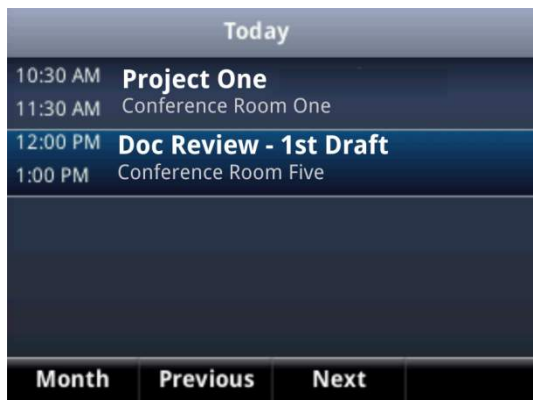 Today
10:30 AM Project One
11:30 AM Conference Room One
12:00 PM Doc Review - 1st Draft
1:00 PM Conference Room Five
Month Previous Next